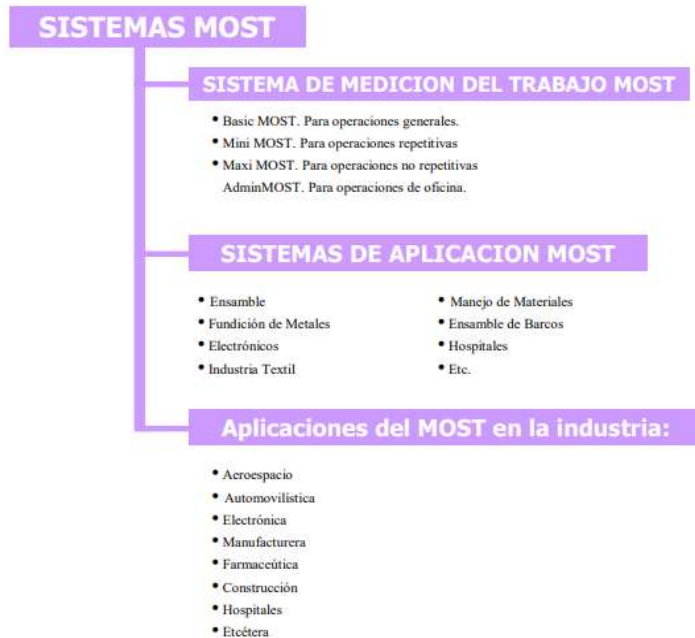 SISTEMAS MOST
SISTEMA DE MEDICION DEL TRABAJO MOST
• Basic MOST. Para operaciones generales.
• Mini MOST. Para operaciones repetitivas
• Maxi MOST. Para operaciones no repetitivas
AdminMOST. Para operaciones de oficina.
SISTEMAS DE APLICACION MOST
• Ensamble
• Fundición de Metales
• Electrónicos
• Industria Textil
• Manejo de Materiales
• Ensamble de Barcos
• Hospitales
• Etc.
Aplicaciones del MOST en la industria:
• Aeroespacio
• Automovilística
• Electrónica
• Manufacturera
• Farmaceútica
• Construcción
• Hospitales
• Etcétera